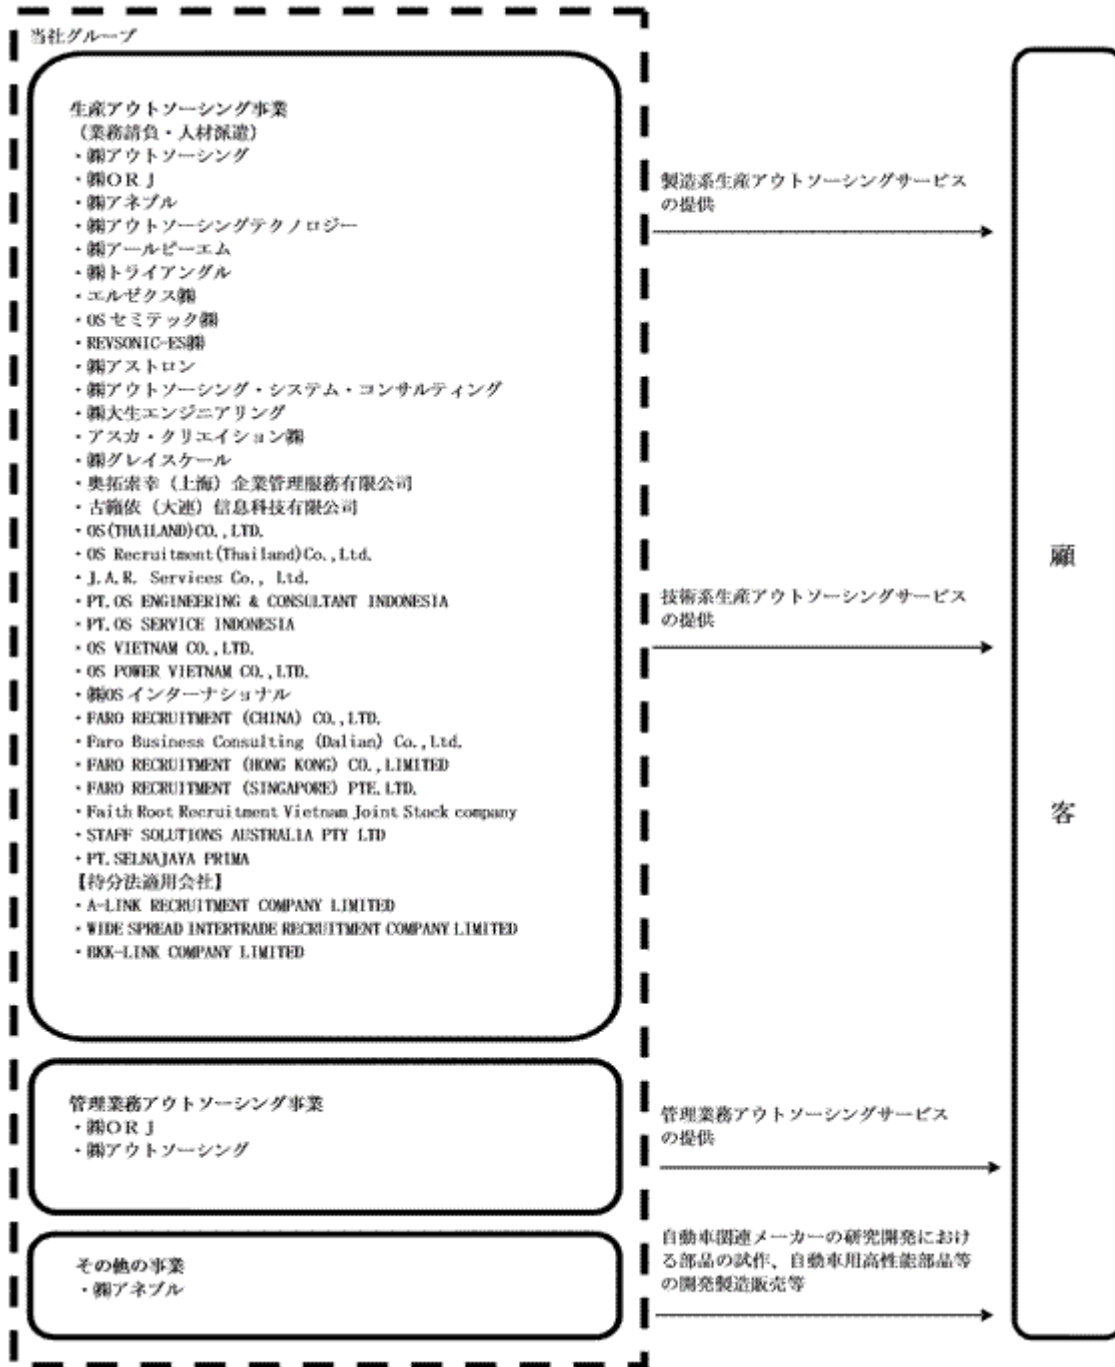 当社グループ
生産アウトソーシング事業
(業務請負・人材派遣)
・㈱アウトソーシング
・㈱ORJ
・㈱アネブル
・㈱アウトソーシングテクノロジー
・㈱アールピーエム
・㈱トライアングル
・エルゼクス㈱
・OSセミテック㈱
・REVSONIC-ES㈱
・㈱アストロン
・㈱アウトソーシング・システム・コンサルティング
・㈱大生エンジニアリング
・アスカ・クリエイション㈱
・㈱グレイスケール
・奥拓索幸(上海)企業管理服務有限公司
・古籟依(大連)信息科技有限公司
・OS(THAILAND)CO.,LTD.
・OS Recruitment(Thailand)Co.,Ltd.
・J.A.R. Services Co., Ltd.
・PT.OS ENGINEERING & CONSULTANT INDONESIA
・PT.OS SERVICE INDONESIA
・OS VIETNAM CO.,LTD.
・OS POWER VIETNAM CO.,LTD.
・㈱OSインターナショナル
・FARO RECRUITMENT (CHINA) CO.,LTD.
・Faro Business Consulting (Dalian) Co.,Ltd.
・FARO RECRUITMENT (HONG KONG) CO.,LIMITED
・FARO RECRUITMENT (SINGAPORE) PTE.LTD.
・Faith Root Recruitment Vietnam Joint Stock company
・STAFF SOLUTIONS AUSTRALIA PTY LTD
・PT.SELNAJAYA PRIMA
【持分法適用会社】
・A-LINK RECRUITMENT COMPANY LIMITED
・WIDE SPREAD INTERTRADE RECRUITMENT COMPANY LIMITED
・BKK-LINK COMPANY LIMITED
管理業務アウトソーシング事業
・㈱ORJ
・㈱アウトソーシング
その他の事業
・㈱アネブル
製造系生産アウトソーシングサービス
の提供
技術系生産アウトソーシングサービス
の提供
管理業務アウトソーシングサービス
の提供
自動車関連メーカーの研究開発におけ
る部品の試作、自動車用高性能部品等
の開発製造販売等
顧
客